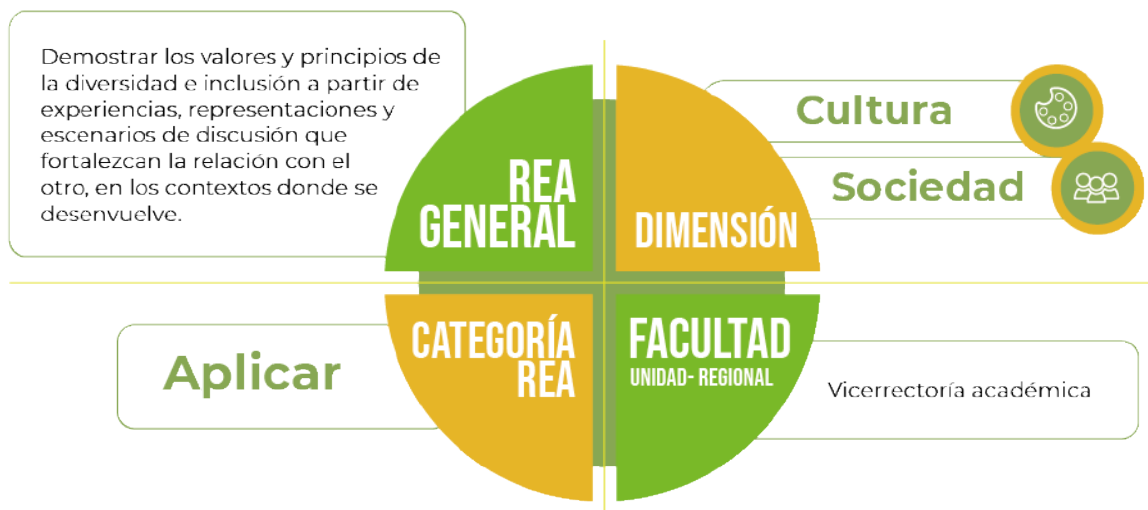 Demostrar los valores y principios de
la diversidad e inclusión a partir de
experiencias, representaciones y
escenarios de discusión que
fortalezcan la relación con el
otro, en los contextos donde se
desenvuelve.
REA
GENERAL
DIMENSIÓN
Cultura
Sociedad
Aplicar
CATEGORÍA
REA
FACULTAD
UNIDAD- REGIONAL
Vicerrectoría académica